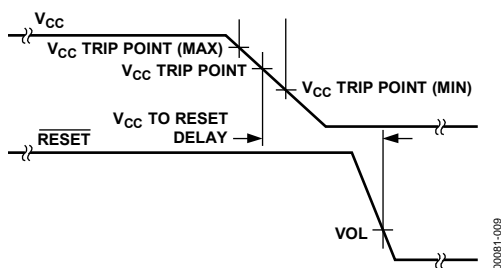 VCC
VCC TRIP POINT (MAX)
VCC TRIP POINT
VCC TRIP POINT (MIN)
VCC TO RESET
DELAY
RESET
VOL
00081-009